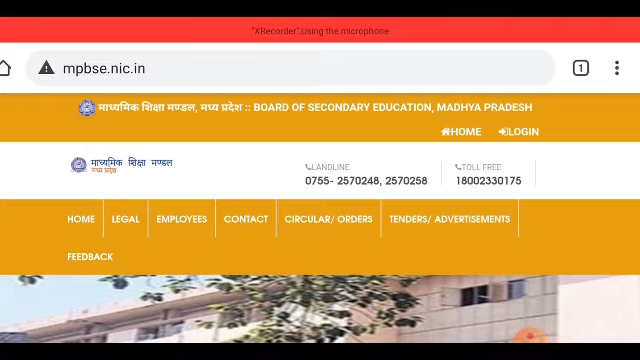 "XRecorder",Using the microphone
mpbse.nic.in
1
माध्यमिक शिक्षा मण्डल, मध्य प्रदेश :: BOARD OF SECONDARY EDUCATION, MADHYA PRADESH
HOME LOGIN
माध्यमिक शिक्षा मण्डल
मध्य प्रदेश
LANDLINE
0755- 2570248, 2570258
TOLL FREE
18002330175
HOME LEGAL EMPLOYEES CONTACT CIRCULAR/ ORDERS TENDERS/ ADVERTISEMENTS
FEEDBACK